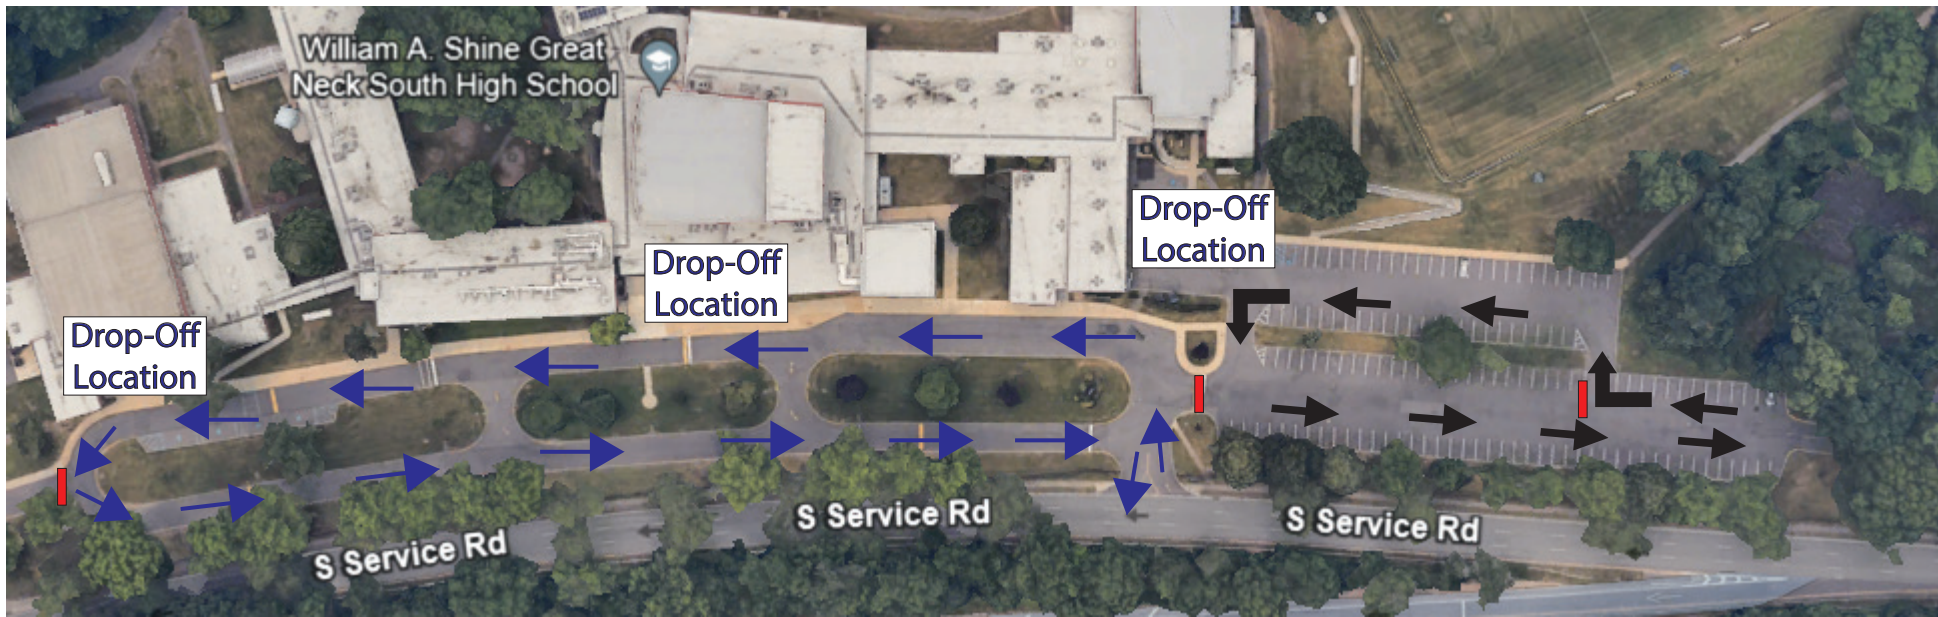 William A. Shine Great
Neck South High School
Drop-Off
Location
Drop-Off
Location
Drop-Off
Location
S Service Rd
S Service Rd
S Service Rd